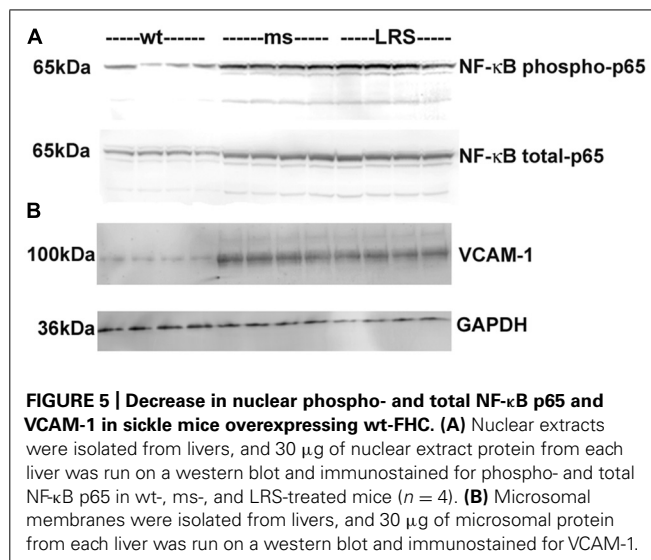 A
-----wt------ ------ms----- -----LRS-----
65kDa NF-κB phospho-p65
65kDa NF-κB total-p65
B
100kDa VCAM-1
36kDa GAPDH
FIGURE 5 | Decrease in nuclear phospho- and total NF-κB p65 and
VCAM-1 in sickle mice overexpressing wt-FHC. (A) Nuclear extracts
were isolated from livers, and 30 μg of nuclear extract protein from each
liver was run on a western blot and immunostained for phospho- and total
NF-κB p65 in wt-, ms-, and LRS-treated mice (n = 4). (B) Microsomal
membranes were isolated from livers, and 30 μg of microsomal protein
from each liver was run on a western blot and immunostained for VCAM-1.